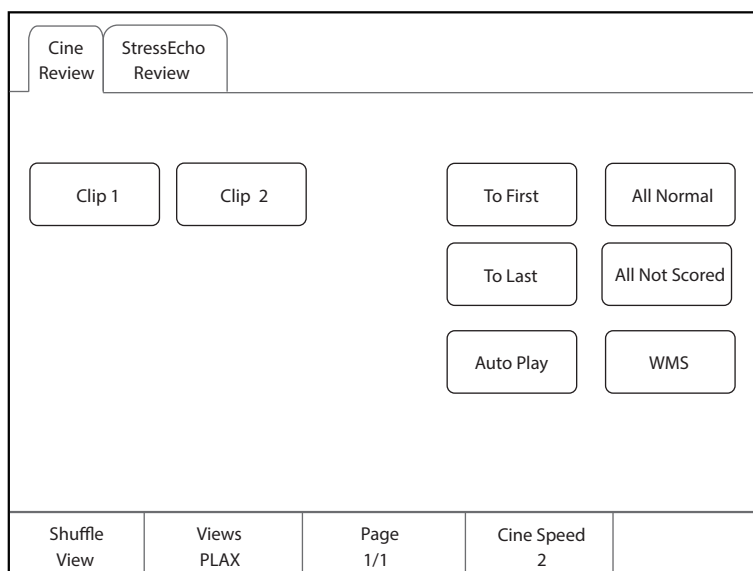 Cine
Review
StressEcho
Review
Clip 1
Clip 2
To First
All Normal
To Last
All Not Scored
Auto Play
WMS
Shuffle
View
Views
PLAX
Page
1/1
Cine Speed
2